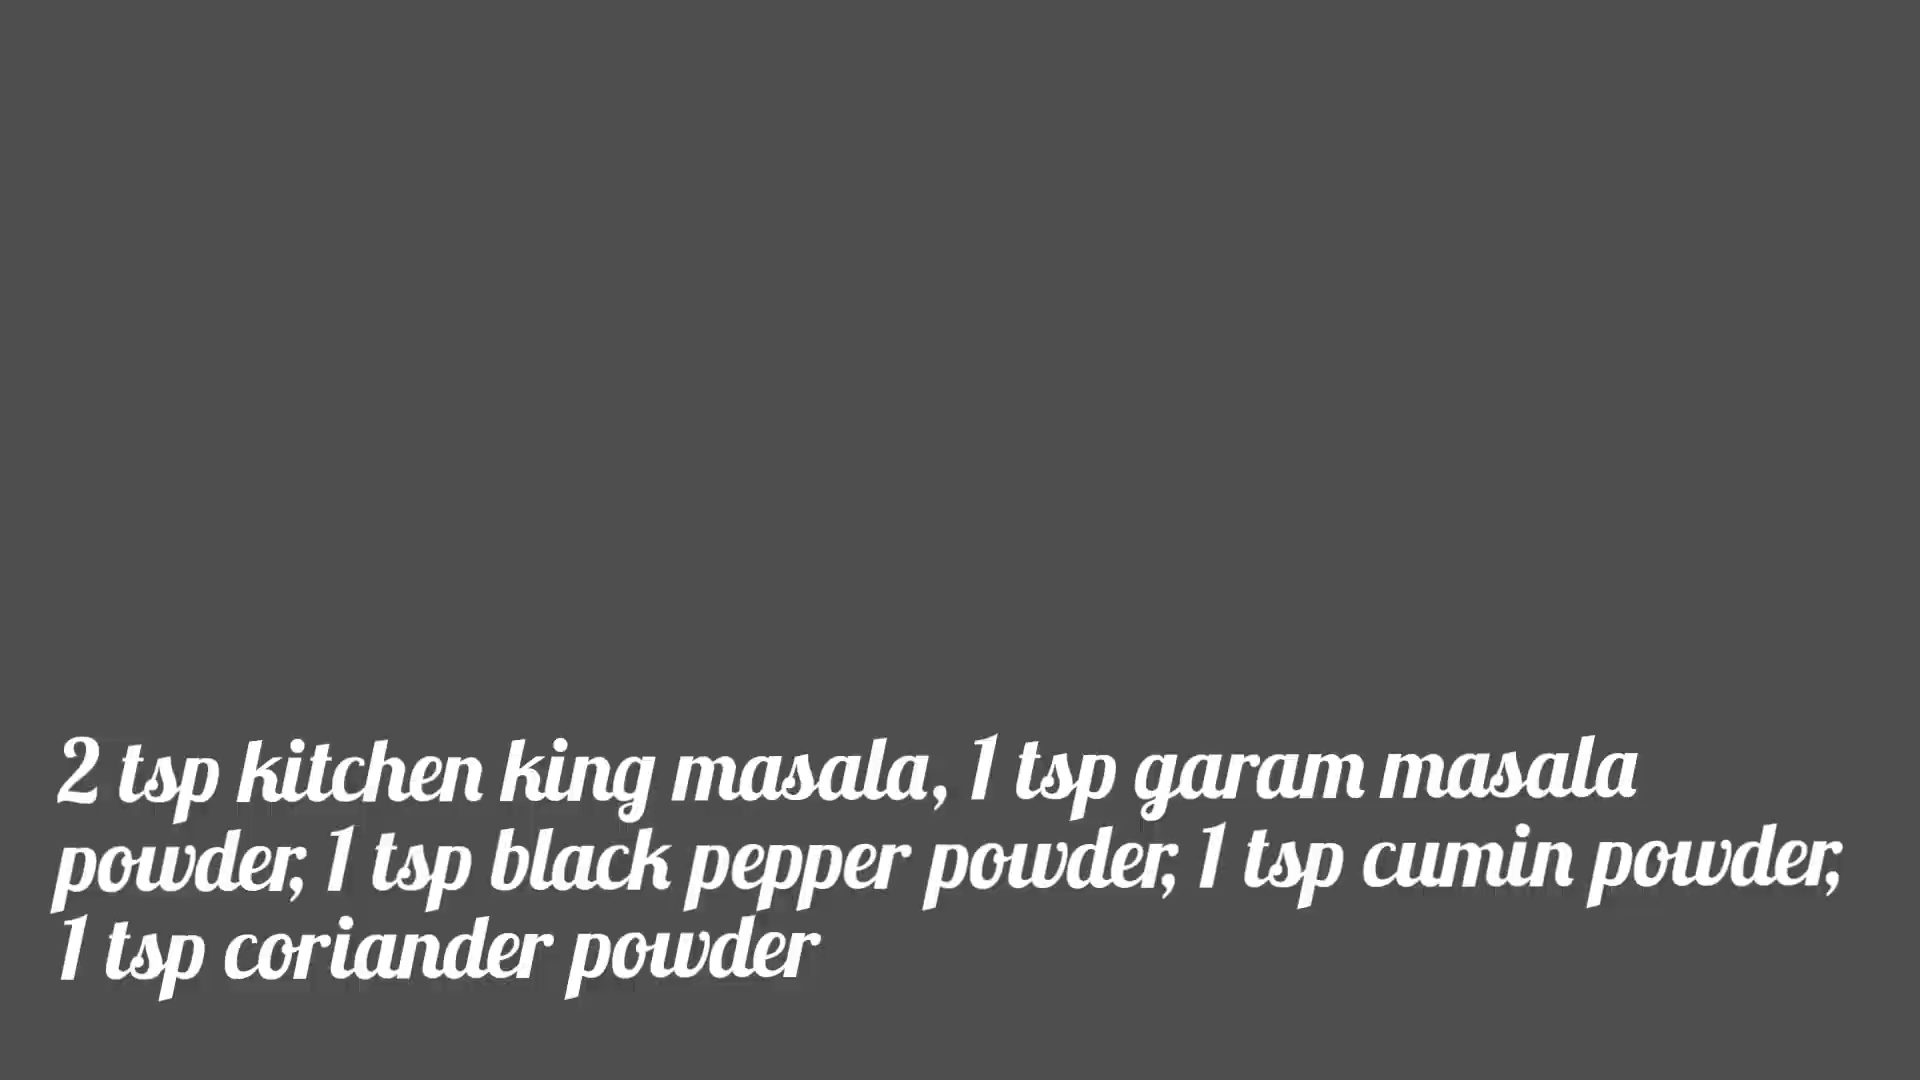 2 tsp kitchen king masala, 1 tsp garam masala
powder, 1 tsp black pepper powder, 1 tsp cumin powder,
1 tsp coriander powder